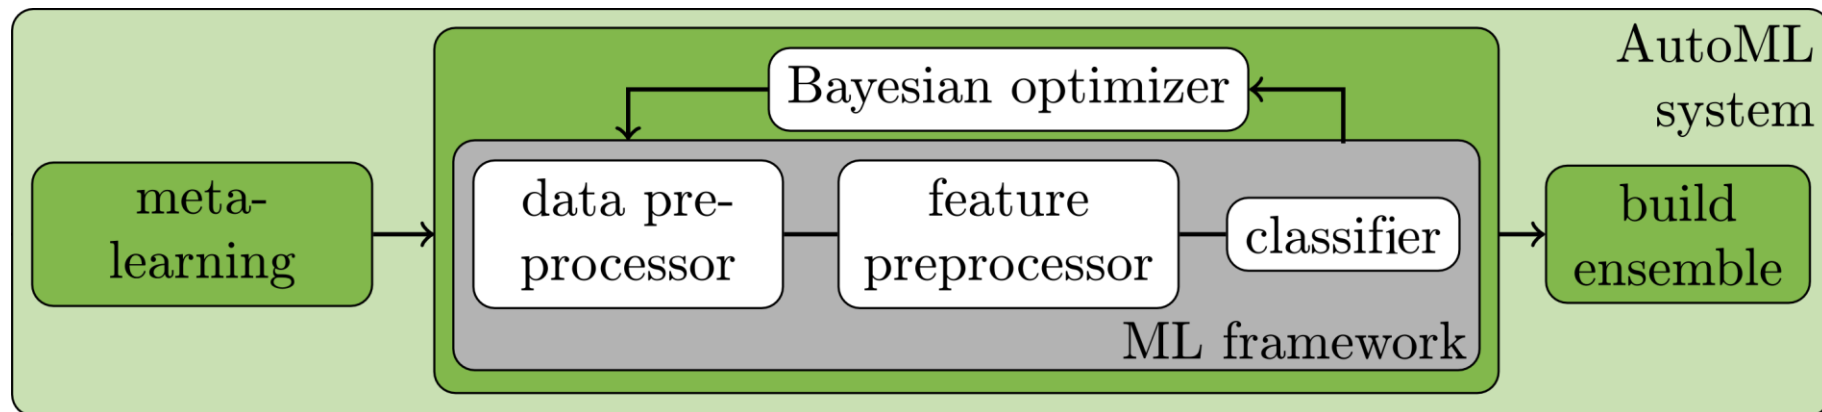 AutoML
system
Bayesian optimizer
meta-
learning
data pre-
processor
feature
preprocessor
classifier
build
ensemble
ML framework